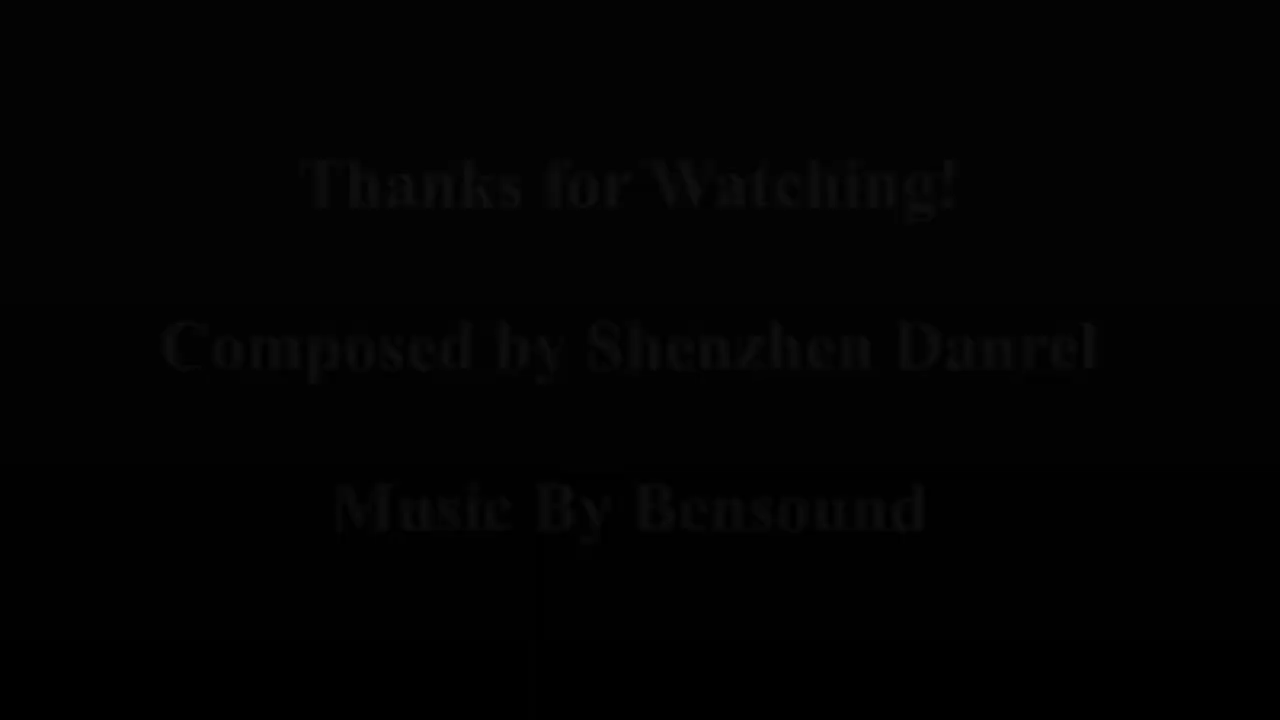 Thanks for Watching!
Composed by Shenzhen Danrel
Music By Bensound